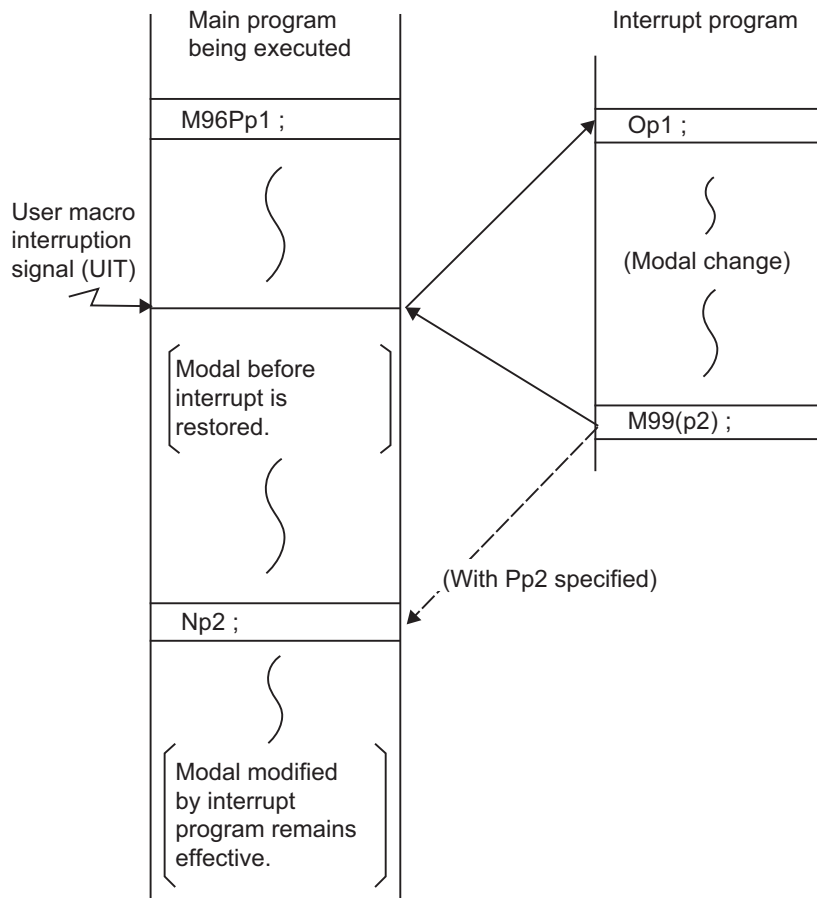 Main program
being executed
Interrupt program
M96Pp1 ;
Op1 ;
User macro
interruption
signal (UIT)
(Modal change)
Modal before
interrupt is
restored.
M99(p2) ;
(With Pp2 specified)
Np2 ;
Modal modified
by interrupt
program remains
effective.